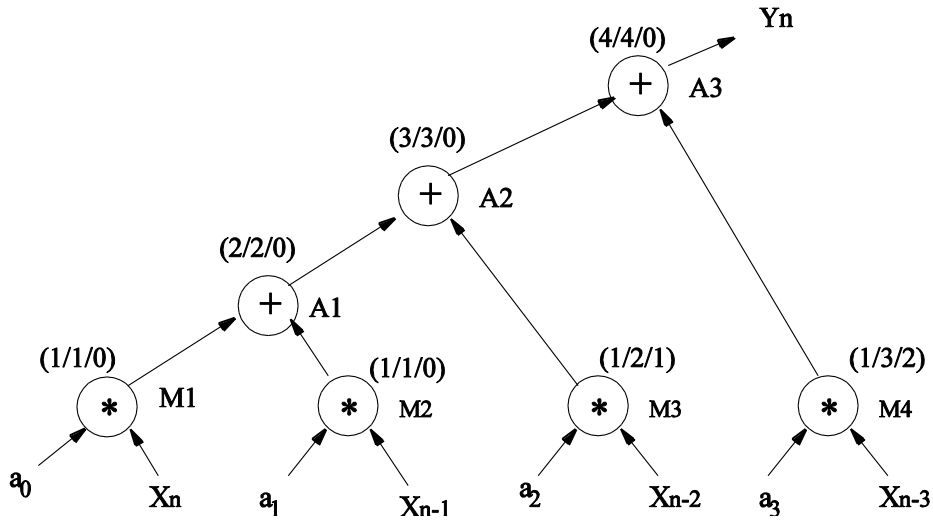 Yn
(4/4/0)
+ A3
(3/3/0)
+ A2
(2/2/0)
+ A1
(1/1/0) (1/1/0) (1/2/1) (1/3/2)
* M1 * M2 * M3 * M4
a0 Xn a1 Xn-1 a2 Xn-2 a3 Xn-3